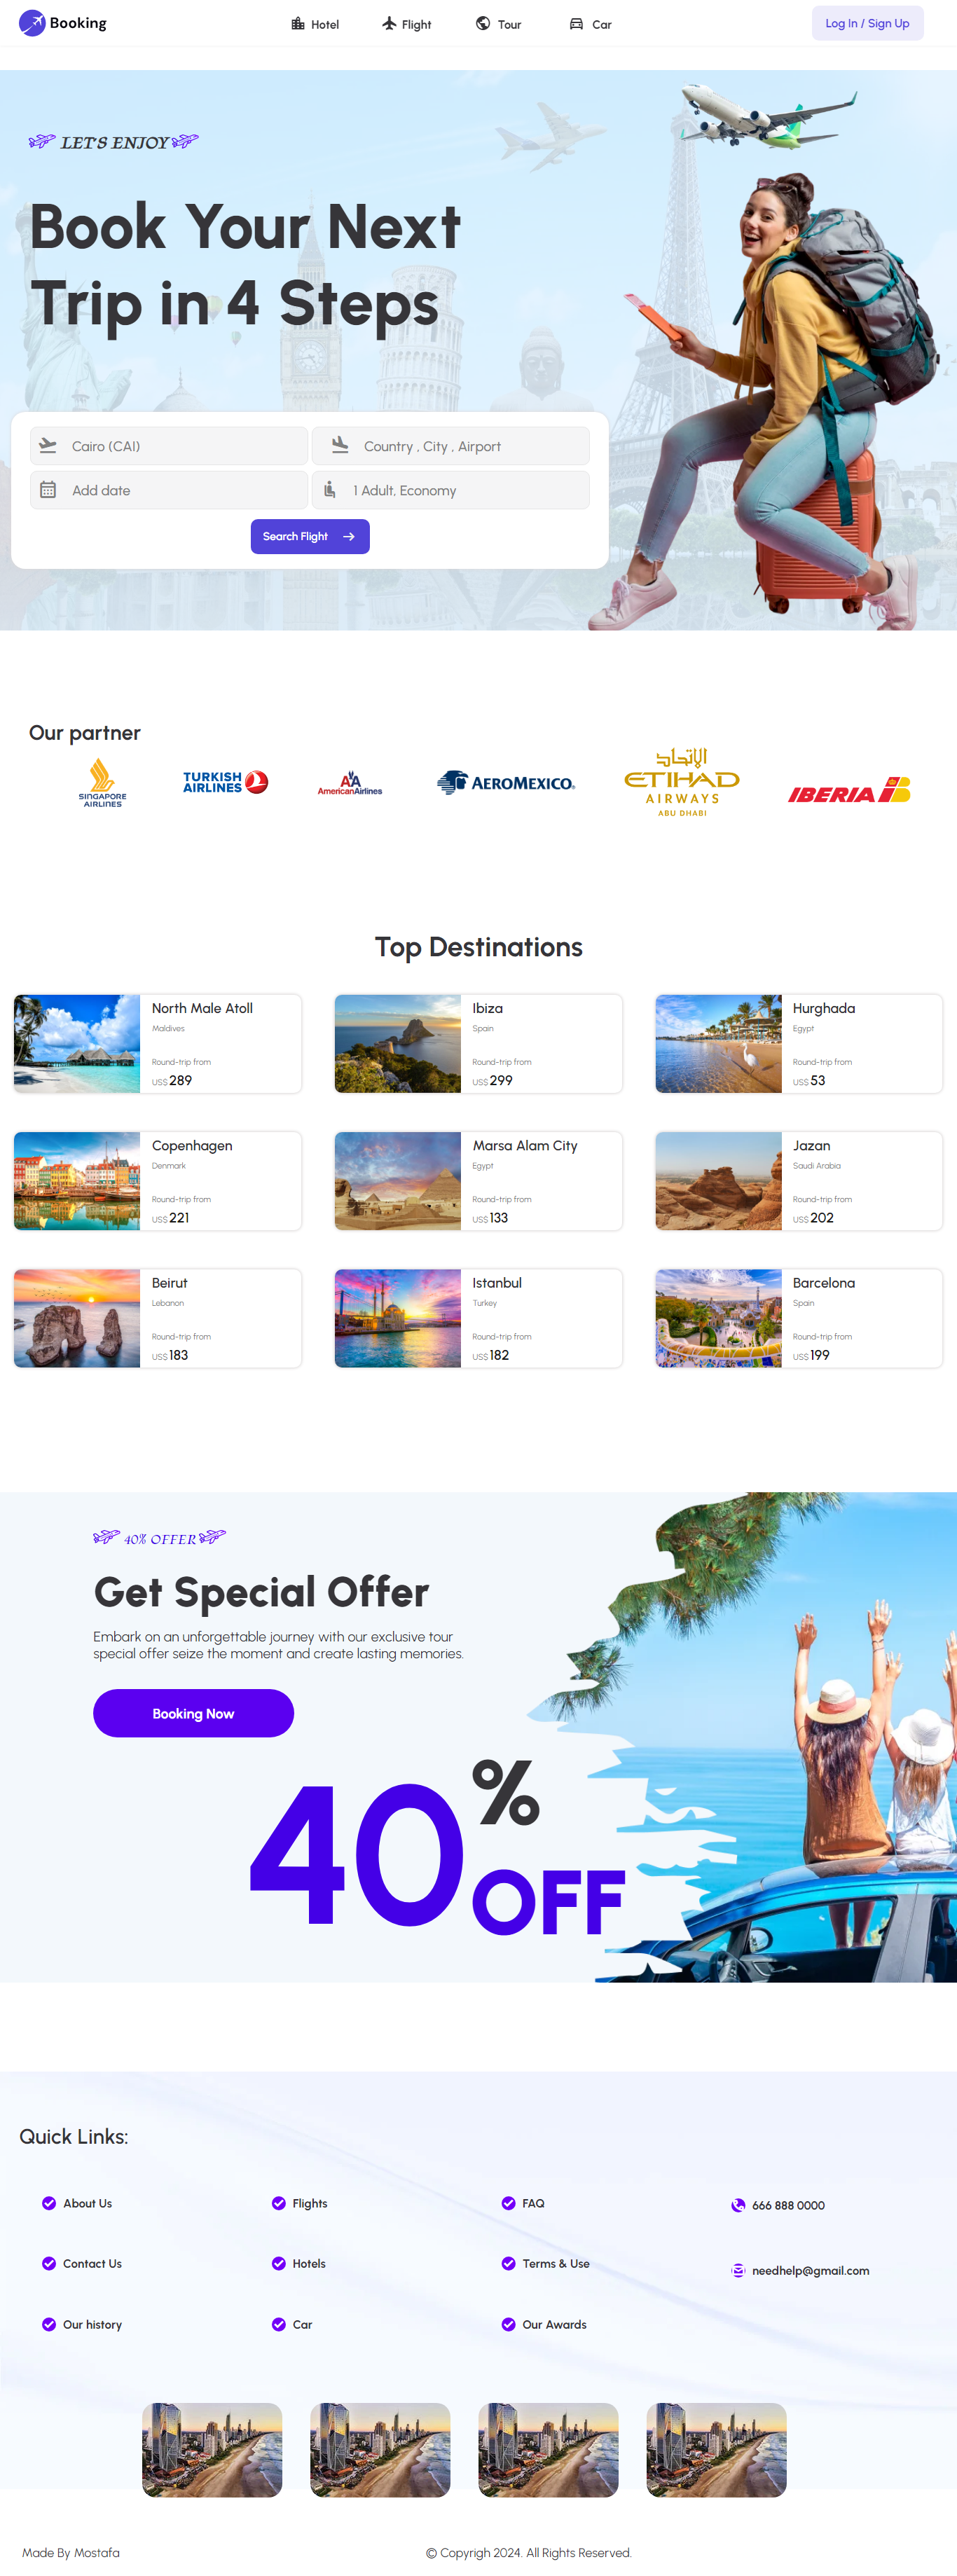 Booking
Hotel
Flight
Tour
Car
Log In / Sign Up
LET'S ENJOY
Book Your Next
Trip in 4 Steps
Cairo (CAI)
Country , City , Airport
Add date
1 Adult, Economy
Search Flight
Our partner
SINGAPORE
AIRLINES
TURKISH
AIRLINES
AA
AmericanAirlines
AEROMEXICO.
الإتحاد
ETIHAD
AIRWAYS
ABU DHABI
IBERIA
Top Destinations
North Male Atoll
Maldives
Round-trip from
US$ 289
Ibiza
Spain
Round-trip from
US$ 299
Hurghada
Egypt
Round-trip from
US$ 53
Copenhagen
Denmark
Round-trip from
US$ 221
Marsa Alam City
Egypt
Round-trip from
US$ 133
Jazan
Saudi Arabia
Round-trip from
US$ 202
Beirut
Lebanon
Round-trip from
US$ 183
Istanbul
Turkey
Round-trip from
US$ 182
Barcelona
Spain
Round-trip from
US$ 199
40% OFFER
Get Special Offer
Embark on an unforgettable journey with our exclusive tour
special offer seize the moment and create lasting memories.
Booking Now
40%
OFF
Quick Links:
About Us
Flights
FAQ
666 888 0000
Contact Us
Hotels
Terms & Use
needhelp@gmail.com
Our history
Car
Our Awards
Made By Mostafa
© Copyrigh 2024. All Rights Reserved.